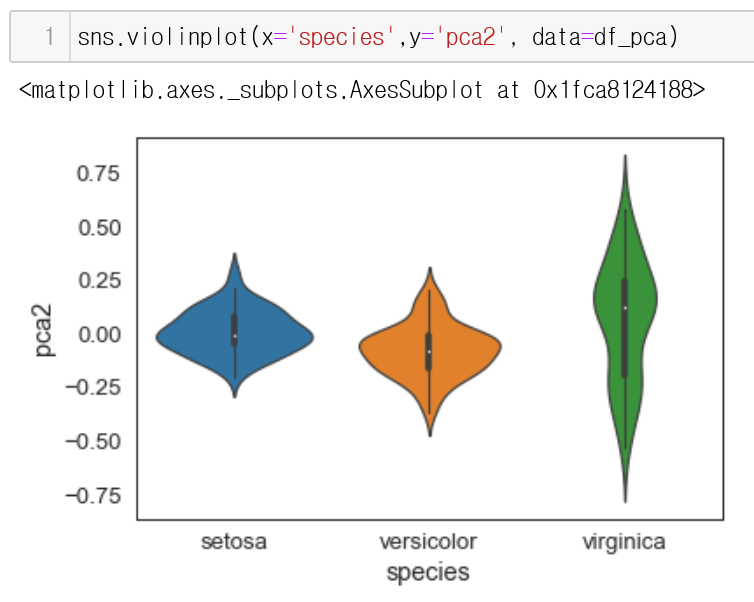 1 sns.violinplot(x='species',y='pca2', data=df_pca)
<matplotlib.axes._subplots.AxesSubplot at 0x1fca8124188>
0.75
0.50
0.25
0.00
−0.25
−0.50
−0.75
pca2
setosa versicolor virginica
species